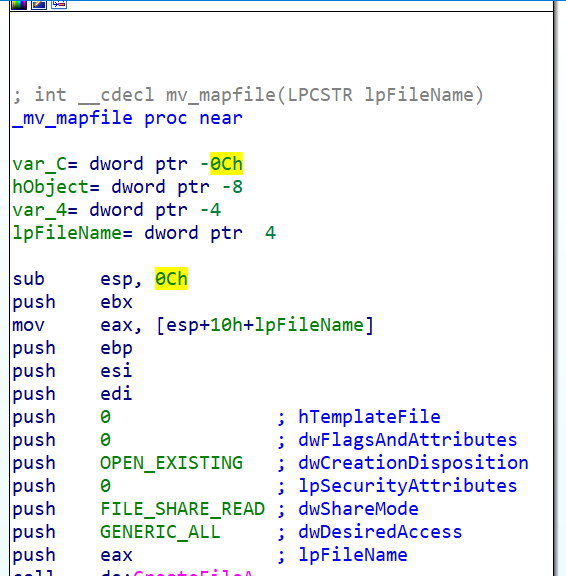 ; int __cdecl mv_mapfile(LPCSTR lpFileName)
_mv_mapfile proc near
var_C= dword ptr -0Ch
hObject= dword ptr -8
var_4= dword ptr -4
lpFileName= dword ptr  4
sub     esp, 0Ch
push    ebx
mov     eax, [esp+10h+lpFileName]
push    ebp
push    esi
push    edi
push    0               ; hTemplateFile
push    0               ; dwFlagsAndAttributes
push    OPEN_EXISTING   ; dwCreationDisposition
push    0               ; lpSecurityAttributes
push    FILE_SHARE_READ ; dwShareMode
push    GENERIC_ALL     ; dwDesiredAccess
push    eax             ; lpFileName
call    ds:CreateFileA